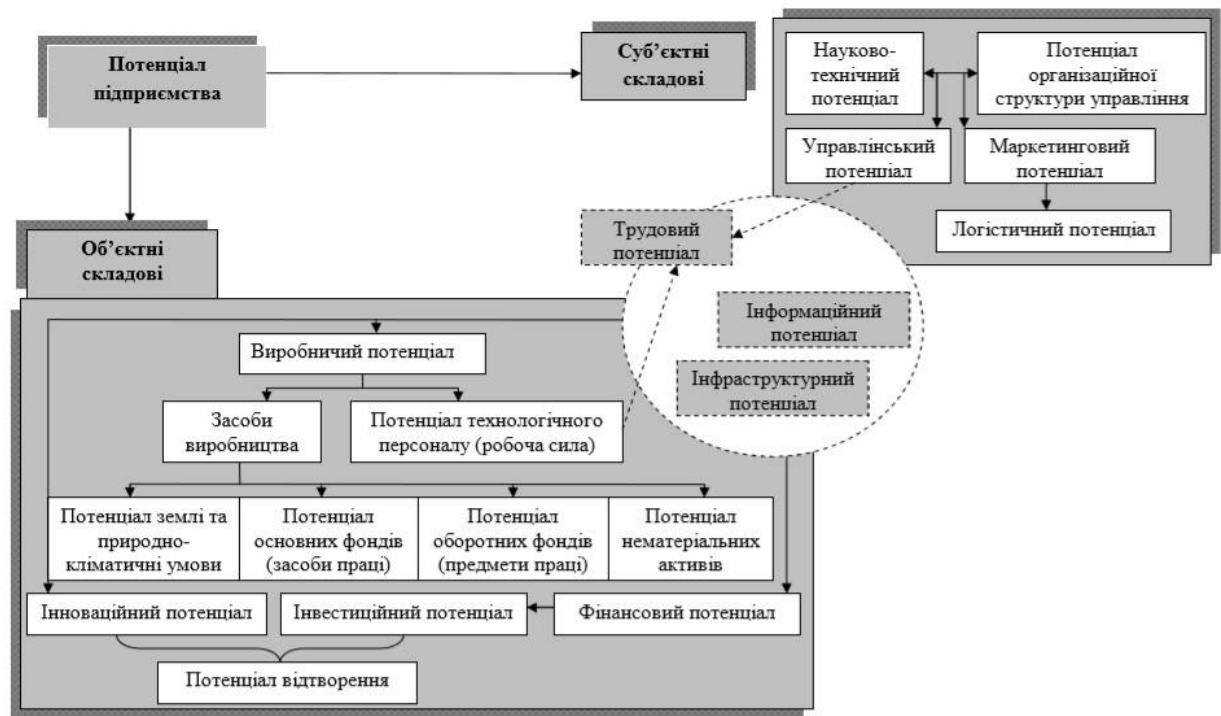 Потенціал
підприємства
Суб’єктні
складові
Науково-
технічний
потенціал
Потенціал
організаційної
структури управління
Управлінський
потенціал
Маркетинговий
потенціал
Логістичний потенціал
Трудовий
потенціал
Інформаційний
потенціал
Інфраструктурний
потенціал
Об’єктні
складові
Виробничий потенціал
Засоби
виробництва
Потенціал технологічного
персоналу (робоча сила)
Потенціал землі та
природно-
кліматичні умови
Потенціал
основних фондів
(засоби праці)
Потенціал
оборотних фондів
(предмети праці)
Потенціал
нематеріальних
активів
Інноваційний потенціал
Інвестиційний потенціал
Фінансовий потенціал
Потенціал відтворення